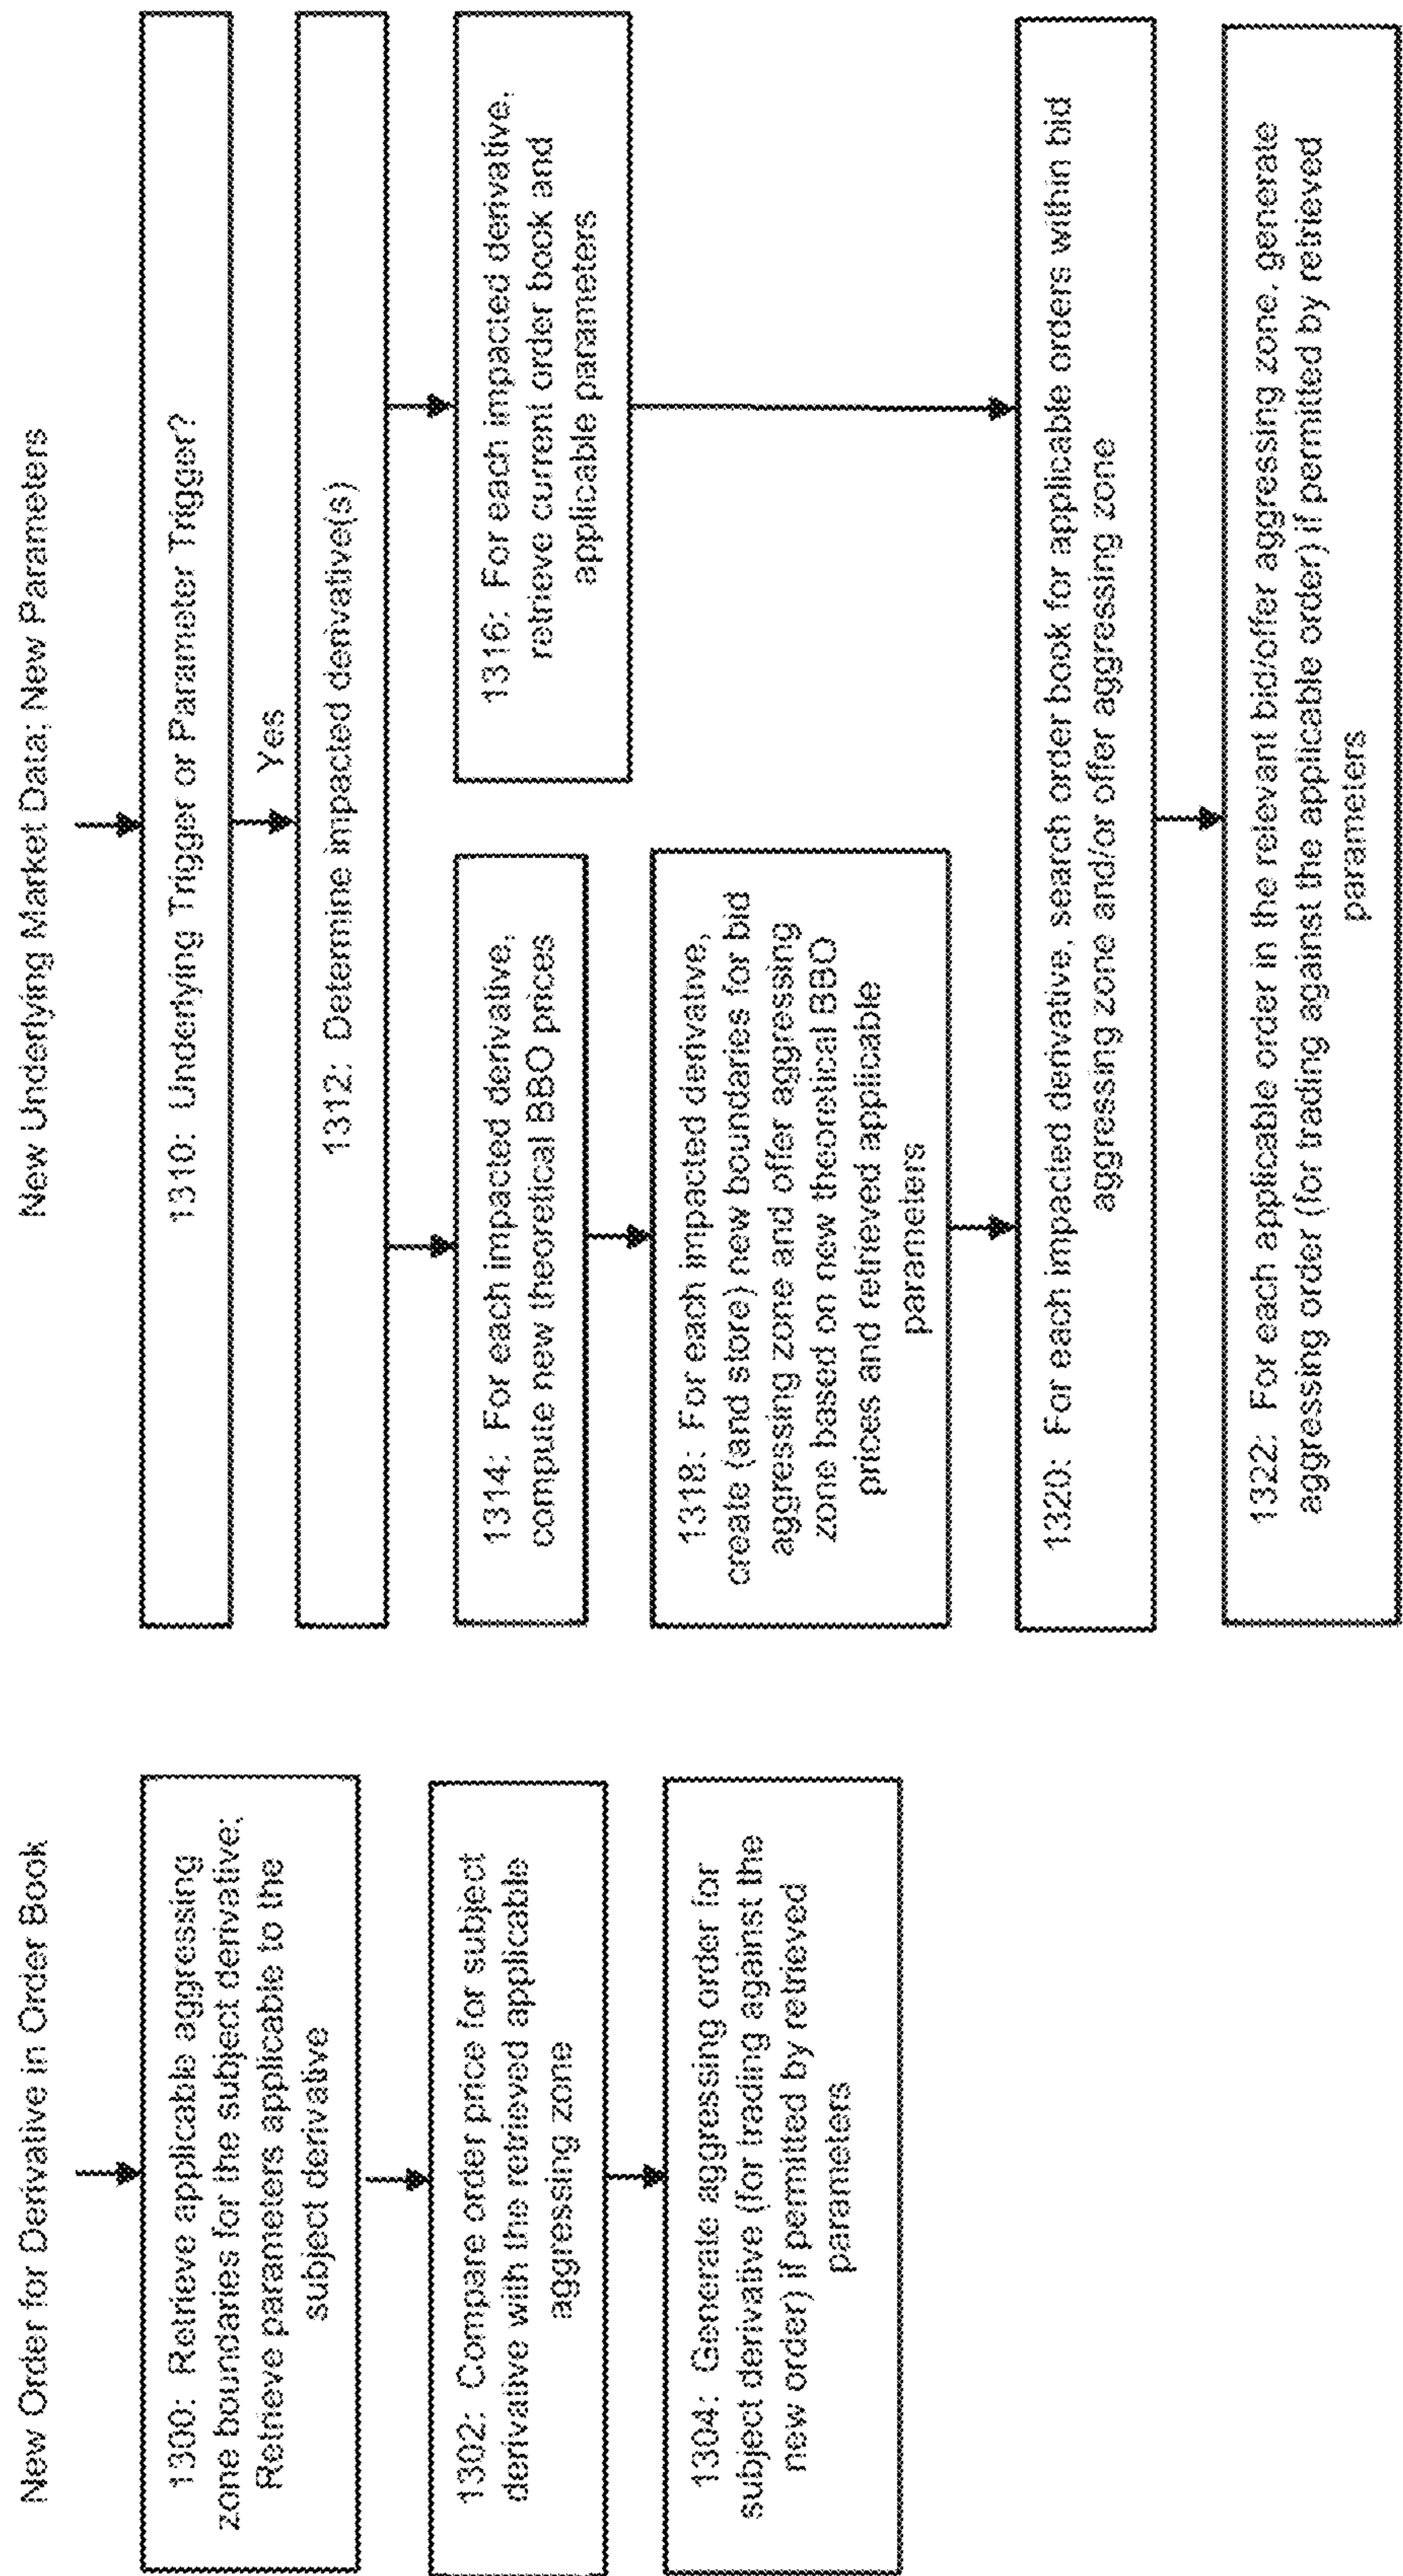 New Order for Derivative in Order Book
1300: Retrieve applicable aggressing
zone boundaries for the subject derivative;
Retrieve parameters applicable to the
subject derivative
1302: Compare order price for subject
derivative with the retrieved applicable
aggressing zone
1304: Generate aggressing order for
subject derivative (for trading against the
new order) if permitted by retrieved
parameters
New Underlying Market Data; New Parameters
1310: Underlying Trigger or Parameter Trigger?
Yes
1312: Determine impacted derivative(s)
1314: For each impacted derivative,
compute new theoretical BBO prices
1316: For each impacted derivative,
retrieve current order book and
applicable parameters
1318: For each impacted derivative,
create (and store) new boundaries for bid
aggressing zone and offer aggressing
zone based on new theoretical BBO
prices and retrieved applicable
parameters
1320: For each impacted derivative, search order book for applicable orders within bid
aggressing zone and/or offer aggressing zone
1322: For each applicable order in the relevant bid/offer aggressing zone, generate
aggressing order (for trading against the applicable order) if permitted by retrieved
parameters